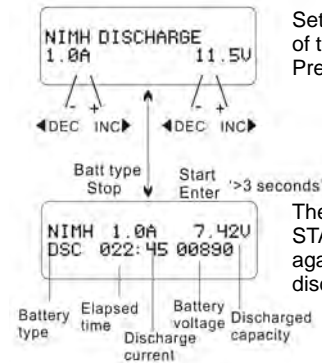 NIMH DISCHARGE
1.0A 11.5V
- + - +
◀DEC INC▶ ◀DEC INC▶
Set
of t
Pre
Batt type
Stop
Start
Enter
'>3 seconds'
NIMH 1.0A 7.42V
DSC 022:45 00890
The
STA
aga
disc
Battery
type
Elapsed
time
Discharge
current
Battery
voltage
Discharged
capacity